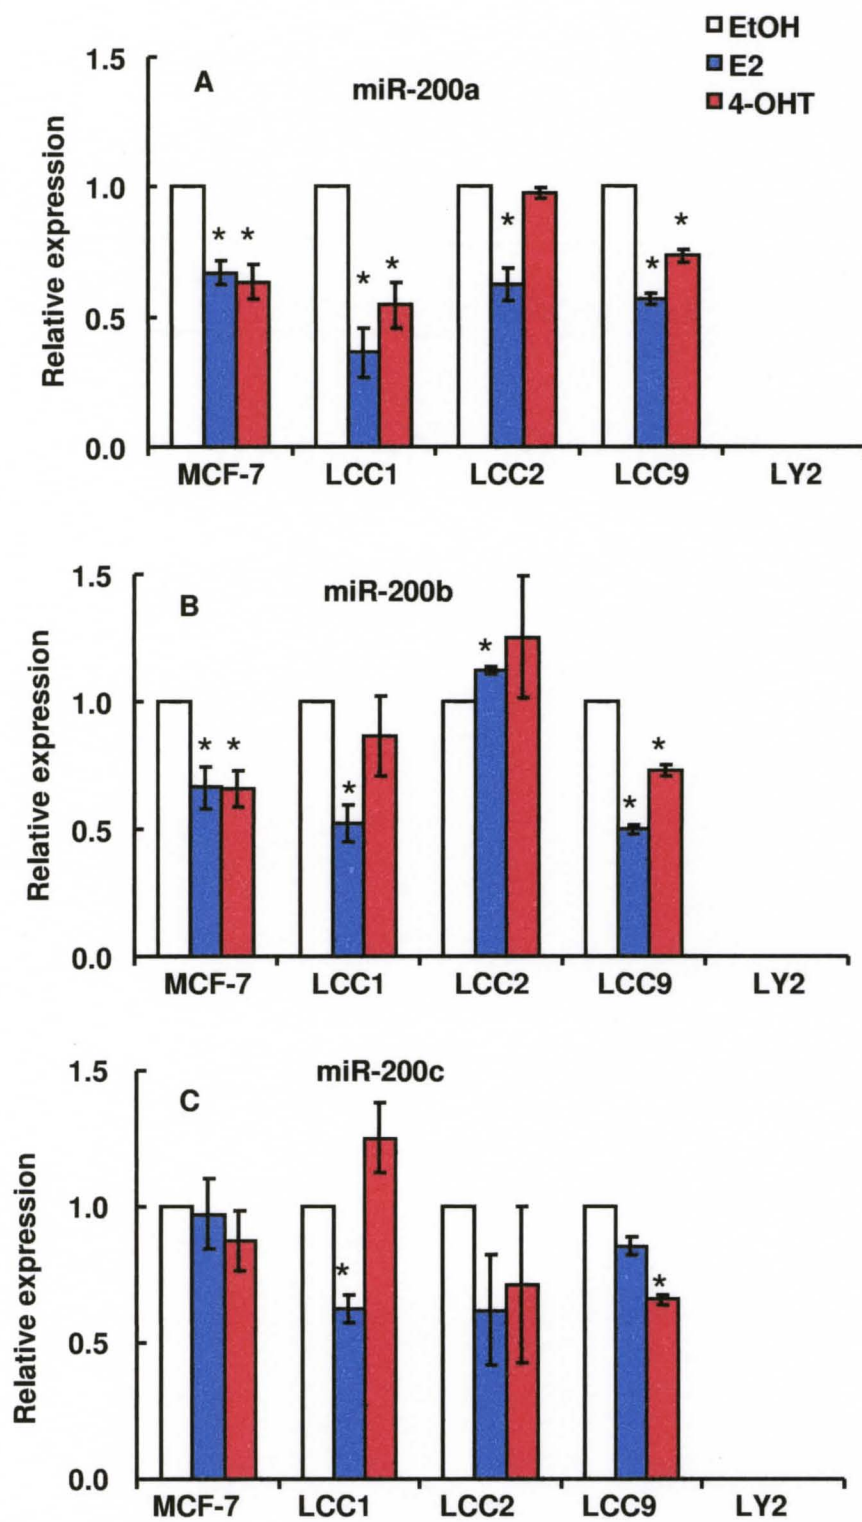 EtOH
E2
4-OHT
A
miR-200a
Relative expression
1.5
* * * * * * *
1.0
0.5
0.0
MCF-7 LCC1 LCC2 LCC9 LY2
B
miR-200b
Relative expression
1.5
* * * * * *
1.0
0.5
0.0
MCF-7 LCC1 LCC2 LCC9 LY2
C
miR-200c
Relative expression
1.5
* *
1.0
0.5
0.0
MCF-7 LCC1 LCC2 LCC9 LY2